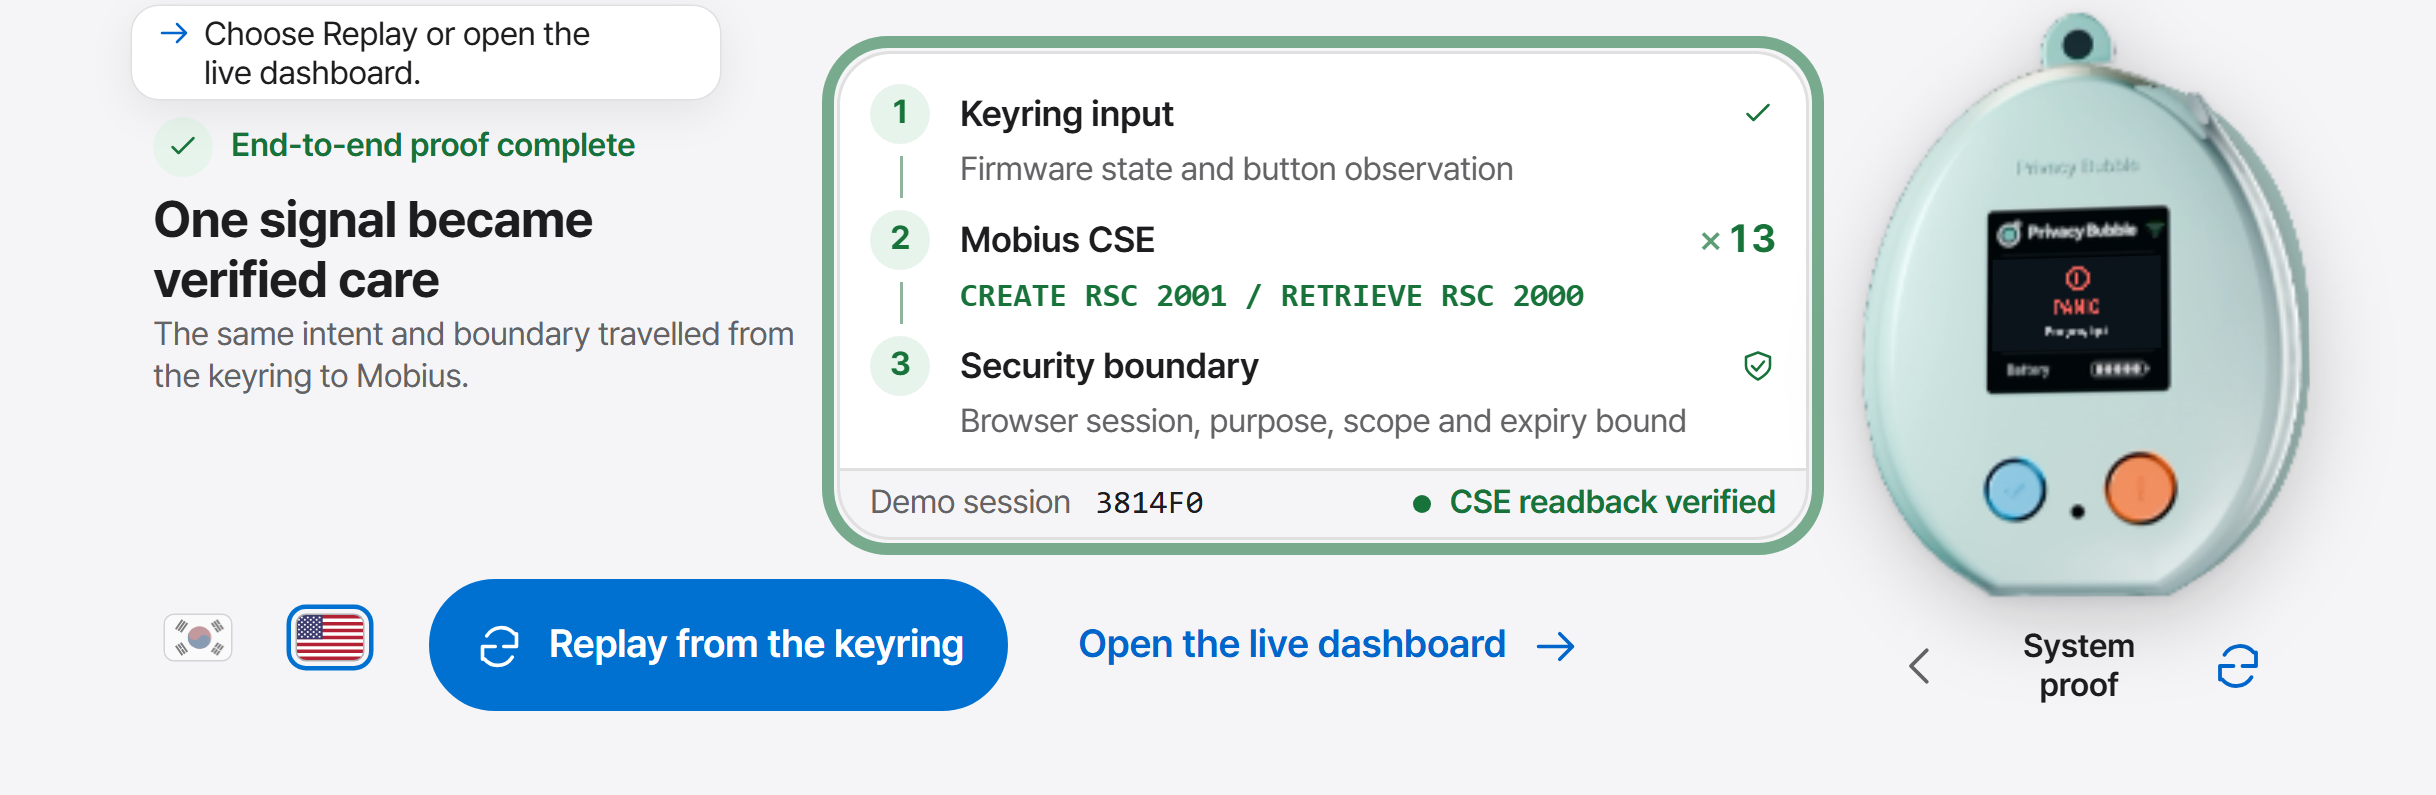 Choose Replay or open the
live dashboard.
End-to-end proof complete
One signal became
verified care
The same intent and boundary travelled from
the keyring to Mobius.
1 Keyring input
Firmware state and button observation
2 Mobius CSE ×13
CREATE RSC 2001 / RETRIEVE RSC 2000
3 Security boundary
Browser session, purpose, scope and expiry bound
Demo session 3814F0 CSE readback verified
Privacy Bubble
Privacy Bubble
PANIC
Battery
Replay from the keyring
Open the live dashboard
System
proof